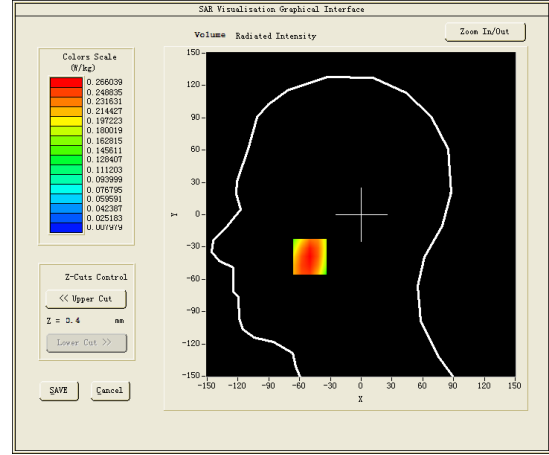 SAR Visualisation Graphical Interface
Volume Radiated Intensity
Zoom In/Out
Colors Scale
(W/kg)
0.266039
0.248835
0.231631
0.214427
0.197223
0.180019
0.162815
0.145611
0.128407
0.111203
0.093999
0.076795
0.059591
0.042387
0.025183
0.007979
Z-Cuts Control
<< Upper Cut
Z = 0.4 mm
Lower Cut >>
SAVE Cancel
150
120
90
60
30
Y 0
-30
-60
-90
-120
-150
-150 -120 -90 -60 -30 0 30 60 90 120 150
X